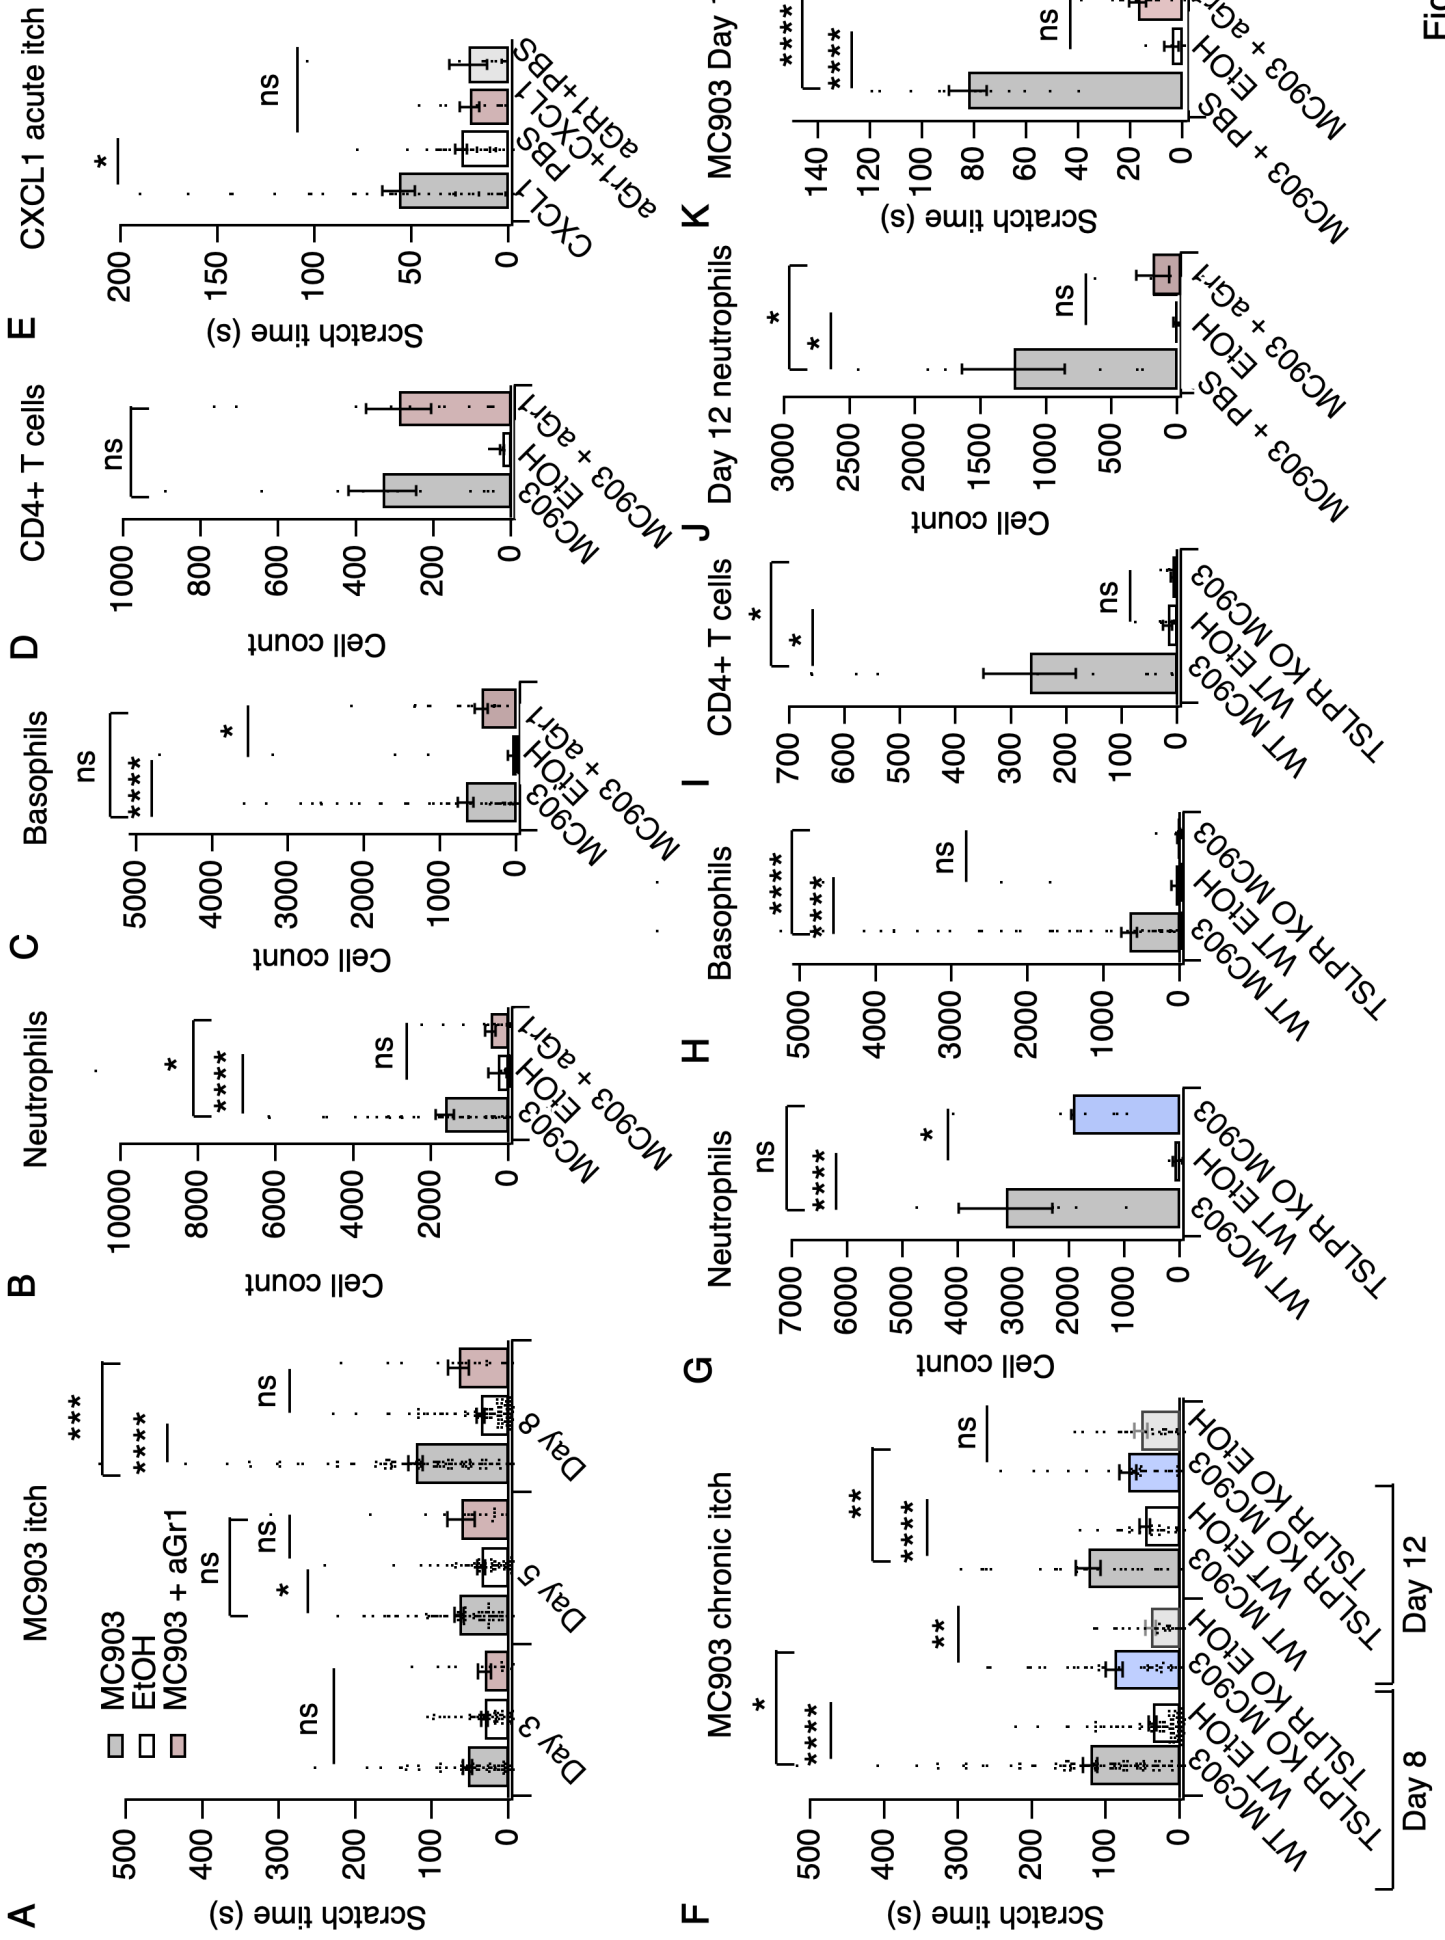 A
MC903 itch
MC903
EtOH
MC903 + aGr1
Scratch time (s)
500
400
300
200
100
0
ns
*
ns
ns
****
***
ns
Day 3
Day 5
Day 8
B
Neutrophils
Cell count
10000
8000
6000
4000
2000
0
*
****
ns
MC903
EtOH
MC903 + aGr1
C
Basophils
Cell count
5000
4000
3000
2000
1000
0
ns
****
*
MC903
EtOH
MC903 + aGr1
D
CD4+ T cells
Cell count
1000
800
600
400
200
0
ns
MC903
EtOH
MC903 + aGr1
E
CXCL1 acute itch
Scratch time (s)
200
150
100
50
0
*
ns
CXCL1
PBS
aGr1+CXCL1
aGR1+PBS
F
MC903 chronic itch
Scratch time (s)
500
400
300
200
100
0
*
****
**
**
****
ns
WT MC903
WT EtOH
TSLPR KO MC903
TSLPR KO EtOH
WT MC903
WT EtOH
TSLPR KO MC903
TSLPR KO EtOH
Day 8
Day 12
G
Neutrophils
Cell count
7000
6000
5000
4000
3000
2000
1000
0
ns
****
*
WT MC903
WT EtOH
TSLPR KO MC903
H
Basophils
5000
4000
3000
2000
1000
0
****
****
ns
WT MC903
WT EtOH
TSLPR KO MC903
I
CD4+ T cells
700
600
500
400
300
200
100
0
*
*
ns
WT MC903
WT EtOH
TSLPR KO MC903
J
Day 12 neutrophils
Cell count
3000
2500
2000
1500
1000
500
0
*
*
ns
MC903 + PBS
EtOH
MC903 + aGr1
K
MC903 Day
Scratch time (s)
140
120
100
80
60
40
20
0
****
****
ns
MC903 + PBS
EtOH
MC903 + aGr
Fig